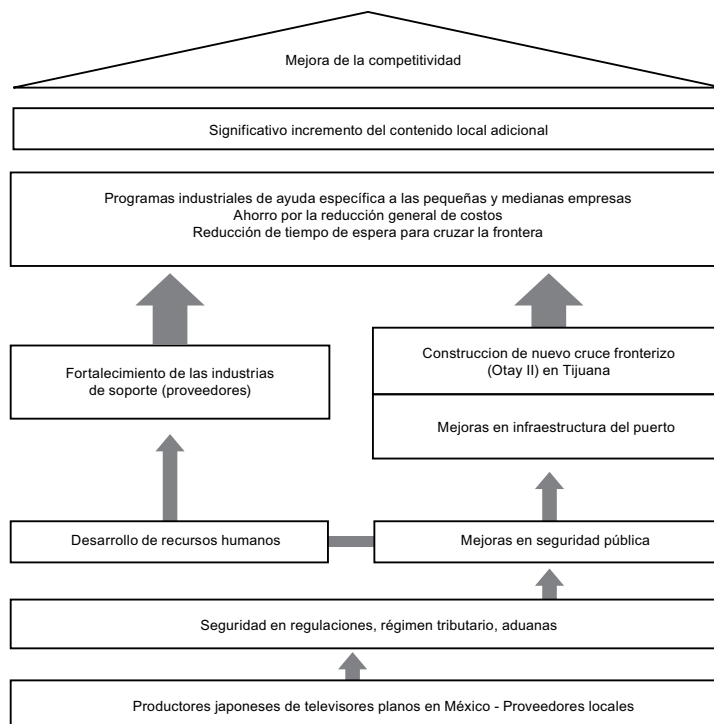 Mejora de la competitividad
Significativo incremento del contenido local adicional
Programas industriales de ayuda específica a las pequeñas y medianas empresas
Ahorro por la reducción general de costos
Reducción de tiempo de espera para cruzar la frontera
Fortalecimiento de las industrias
de soporte (proveedores)
Construccion de nuevo cruce fronterizo
(Otay II) en Tijuana
Mejoras en infraestructura del puerto
Desarrollo de recursos humanos
Mejoras en seguridad pública
Seguridad en regulaciones, régimen tributario, aduanas
Productores japoneses de televisores planos en México - Proveedores locales